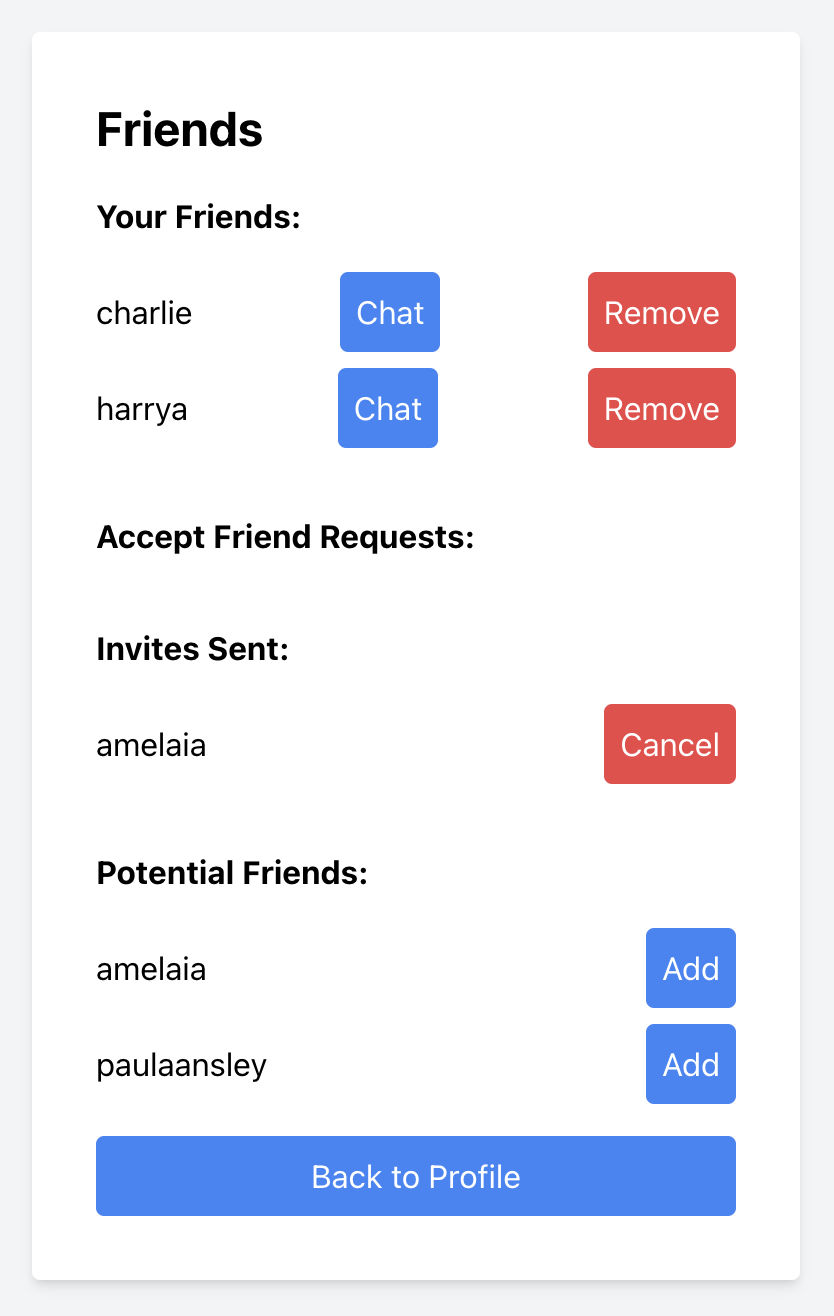 Friends
Your Friends:
charlie Chat Remove
harrya Chat Remove
Accept Friend Requests:
Invites Sent:
amelaia Cancel
Potential Friends:
amelaia Add
paulaansley Add
Back to Profile